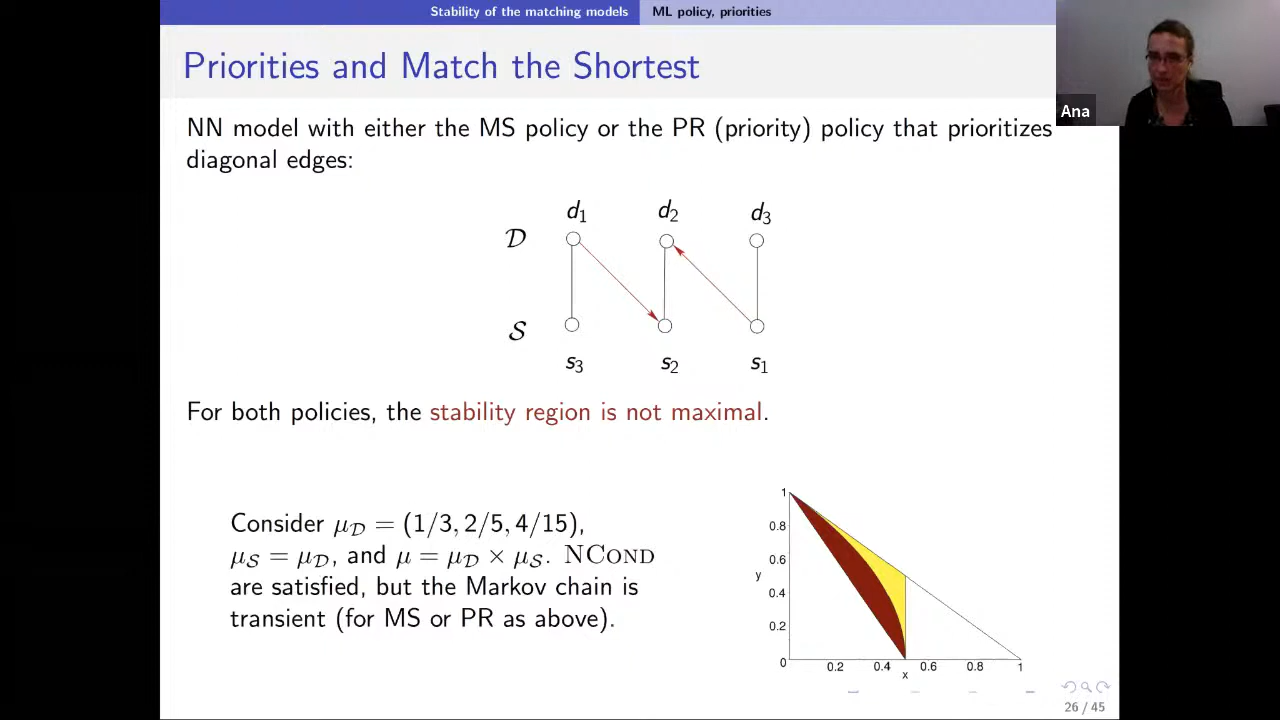 Stability of the matching models ML policy, priorities
Priorities and Match the Shortest
Ana
NN model with either the MS policy or the PR (priority) policy that prioritizes
diagonal edges:
d1 d2 d3
𝒟
𝒮
s3 s2 s1
For both policies, the stability region is not maximal.
Consider μ𝒟 = (1/3, 2/5, 4/15),
μ𝒮 = μ𝒟, and μ = μ𝒟 × μ𝒮. NCOND
are satisfied, but the Markov chain is
transient (for MS or PR as above).
1
0.8
0.6
y
0.4
0.2
0
0.2 0.4 0.6 0.8 1
x
26 / 45